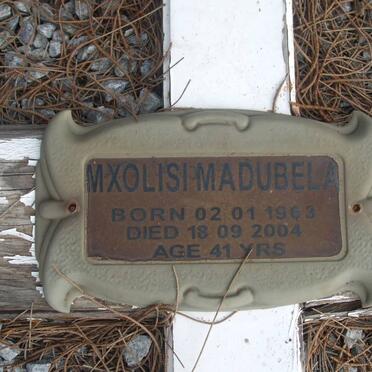 MXOLISI MADUBELA
BORN 02 01 1963
DIED 18 09 2004
AGE 41 YRS